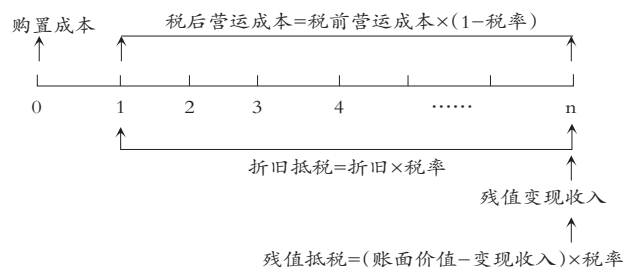 购置成本
税后营运成本=税前营运成本×(1-税率)
0 1 2 3 4 …… n
折旧抵税=折旧×税率
残值变现收入
残值抵税=(账面价值-变现收入)×税率